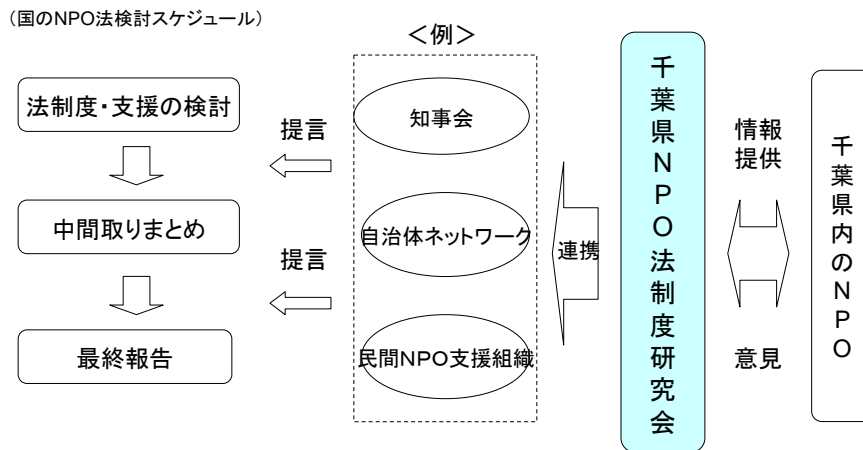 （国のNPO法検討スケジュール）
法制度・支援の検討
中間取りまとめ
最終報告
提言
提言
＜例＞
知事会
自治体ネットワーク
民間NPO支援組織
連携
千葉県NPO法制度研究会
情報
提供
意見
千葉県内のNPO